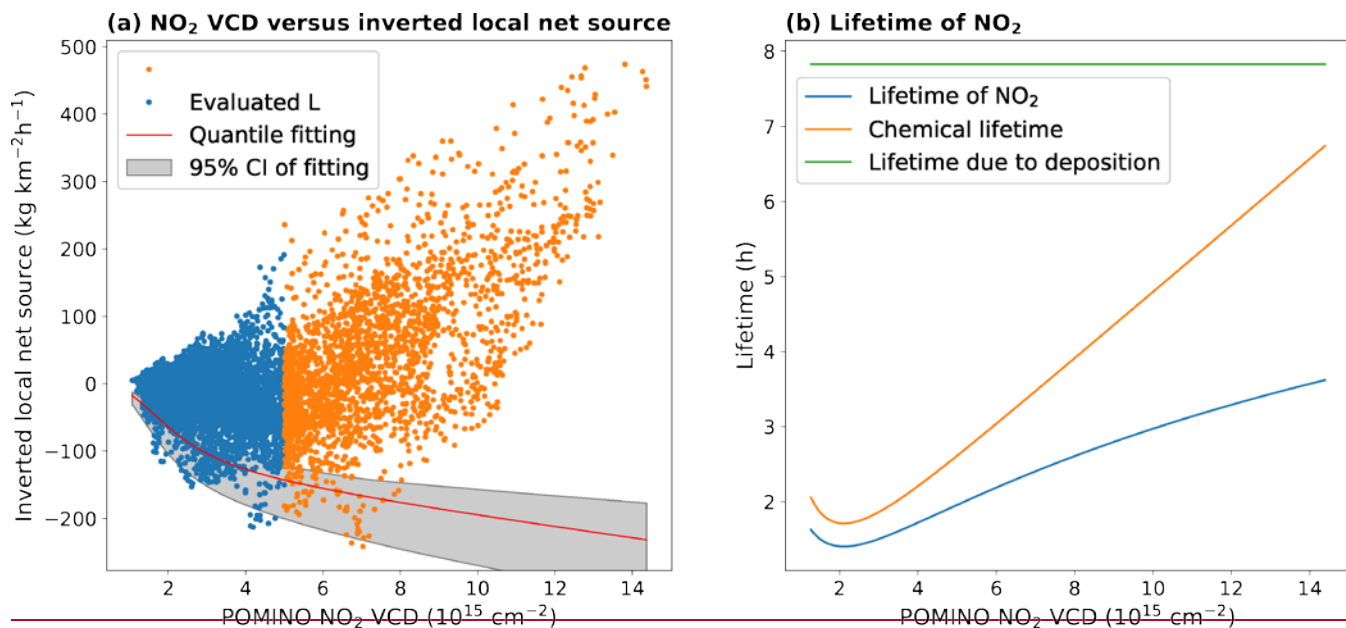 (a) NO₂ VCD versus inverted local net source
Inverted local net source (kg km⁻²h⁻¹)
500
400
300
200
100
0
−100
−200
Evaluated L
Quantile fitting
95% CI of fitting
2 4 6 8 10 12 14
POMINO NO₂ VCD (10¹⁵ cm⁻²)
(b) Lifetime of NO₂
Lifetime (h)
8
7
6
5
4
3
2
Lifetime of NO₂
Chemical lifetime
Lifetime due to deposition
2 4 6 8 10 12 14
POMINO NO₂ VCD (10¹⁵ cm⁻²)